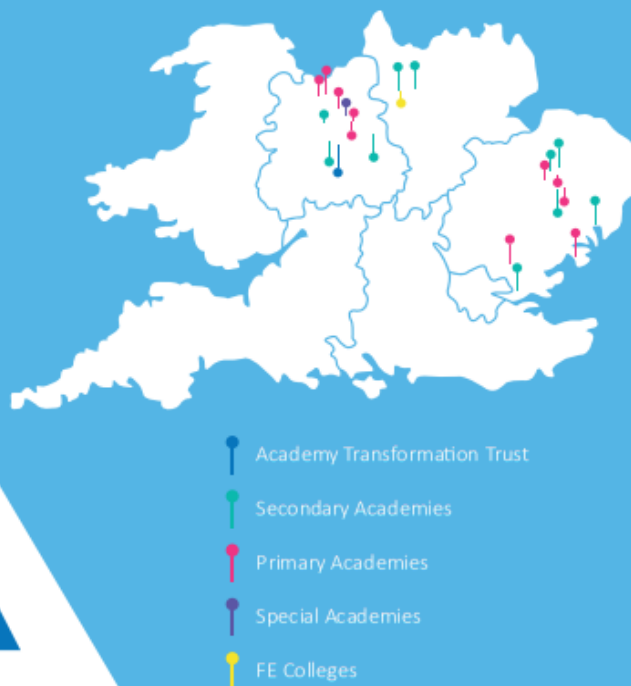 Academy Transformation Trust
Secondary Academies
Primary Academies
Special Academies
FE Colleges